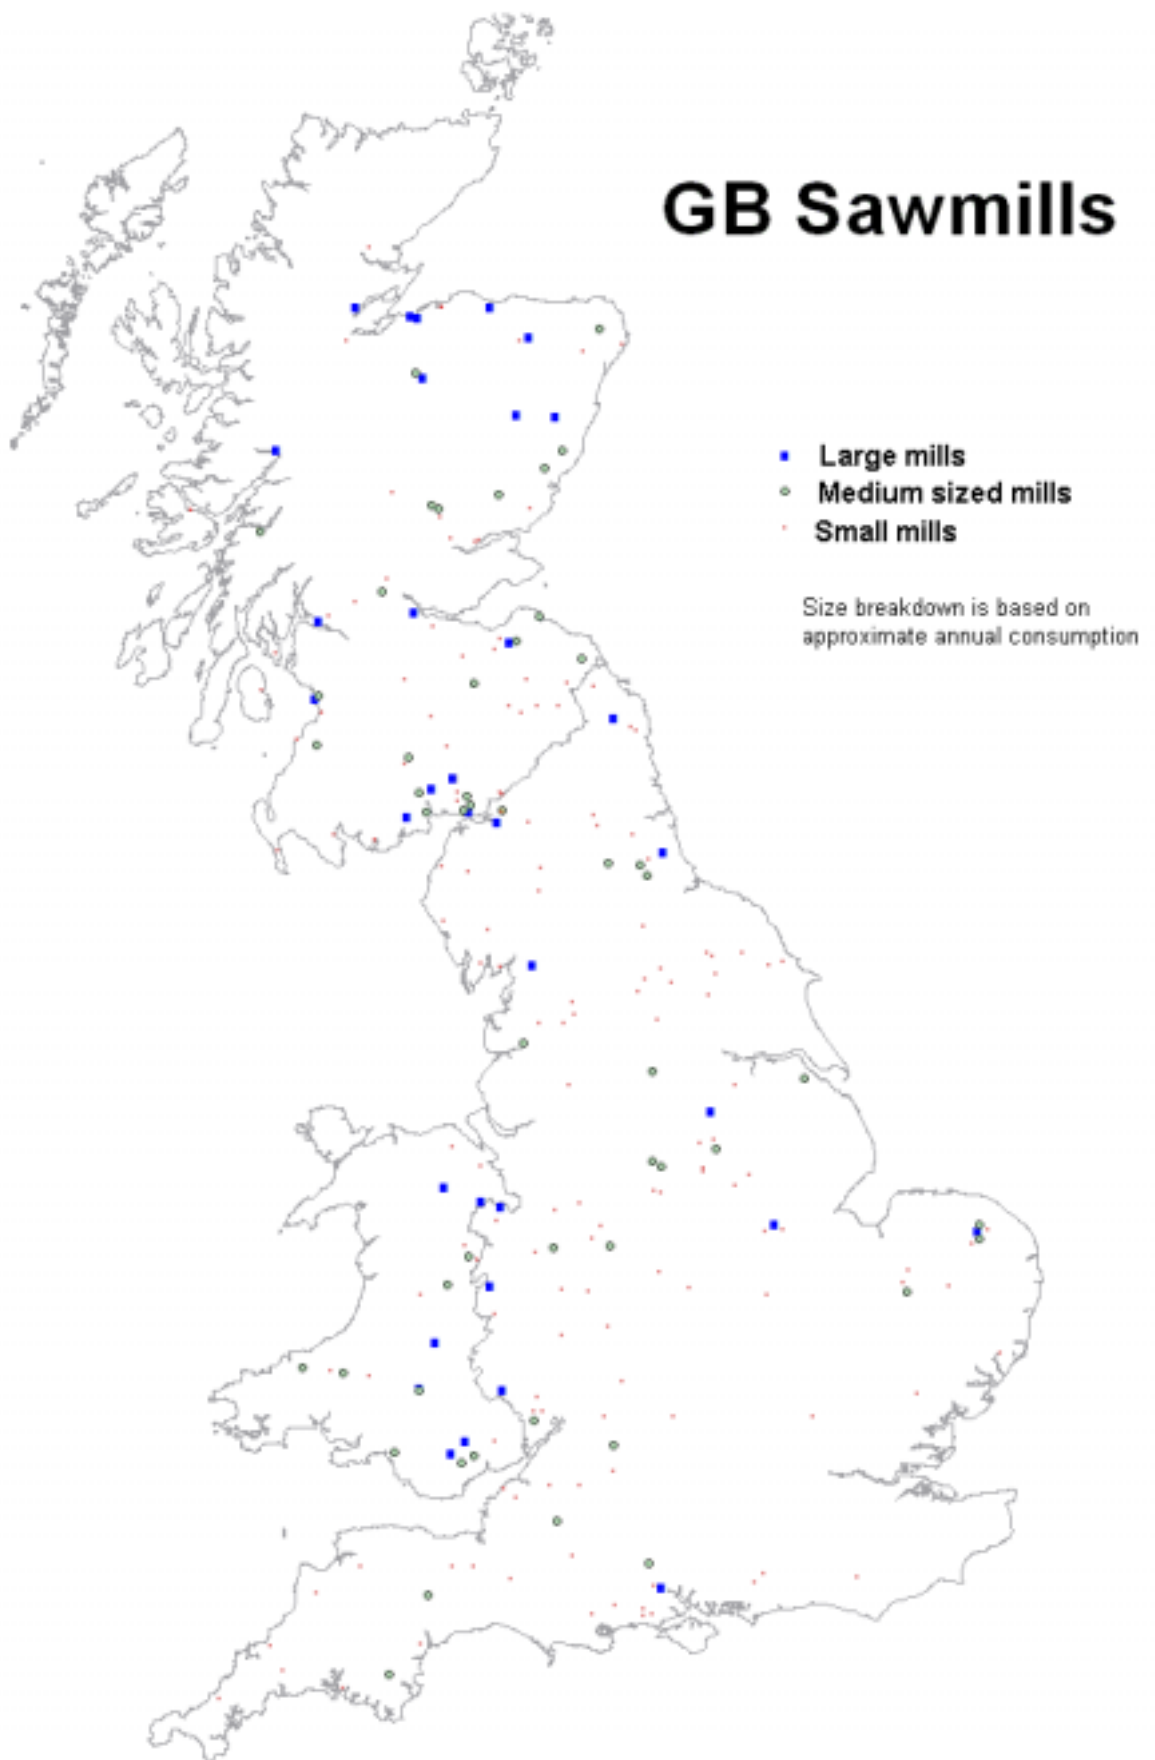 GB Sawmills
Large mills
Medium sized mills
Small mills
Size breakdown is based on
approximate annual consumption